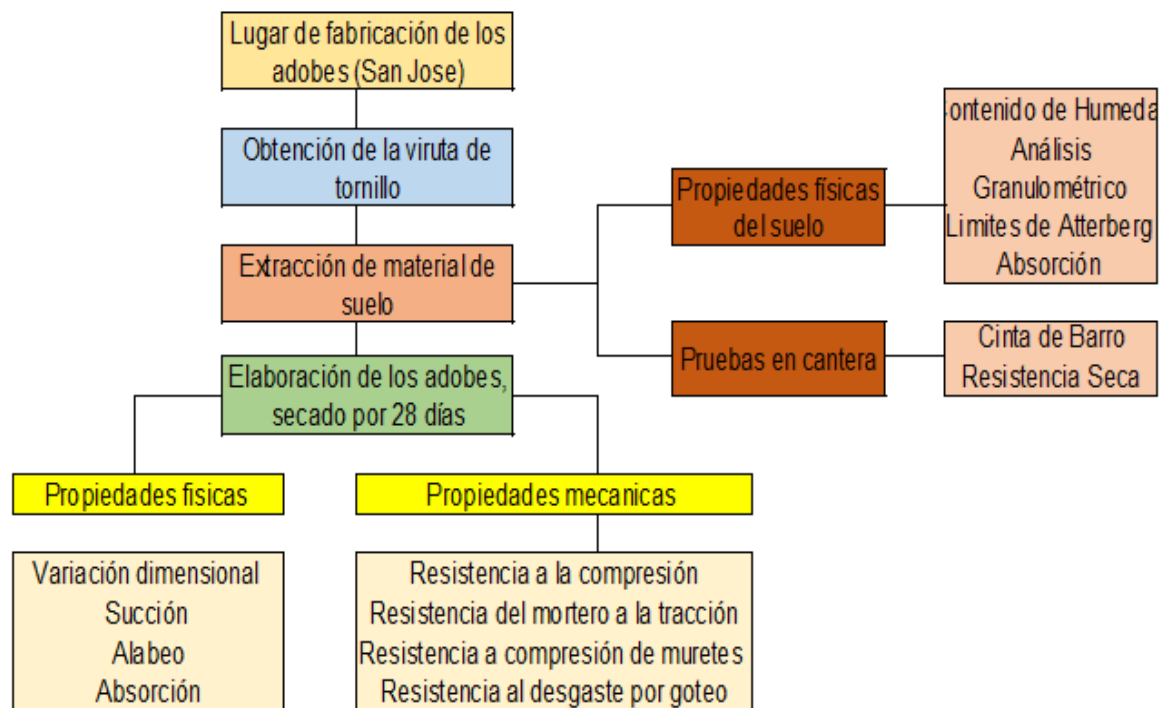 Lugar de fabricación de los
adobes (San Jose)
Obtención de la viruta de
tornillo
Extracción de material de
suelo
Elaboración de los adobes,
secado por 28 días
Propiedades físicas
del suelo
ontenido de Humeda
Análisis
Granulométrico
Limites de Atterberg
Absorción
Pruebas en cantera
Cinta de Barro
Resistencia Seca
Propiedades fisicas
Variación dimensional
Succión
Alabeo
Absorción
Propiedades mecanicas
Resistencia a la compresión
Resistencia del mortero a la tracción
Resistencia a compresión de muretes
Resistencia al desgaste por goteo